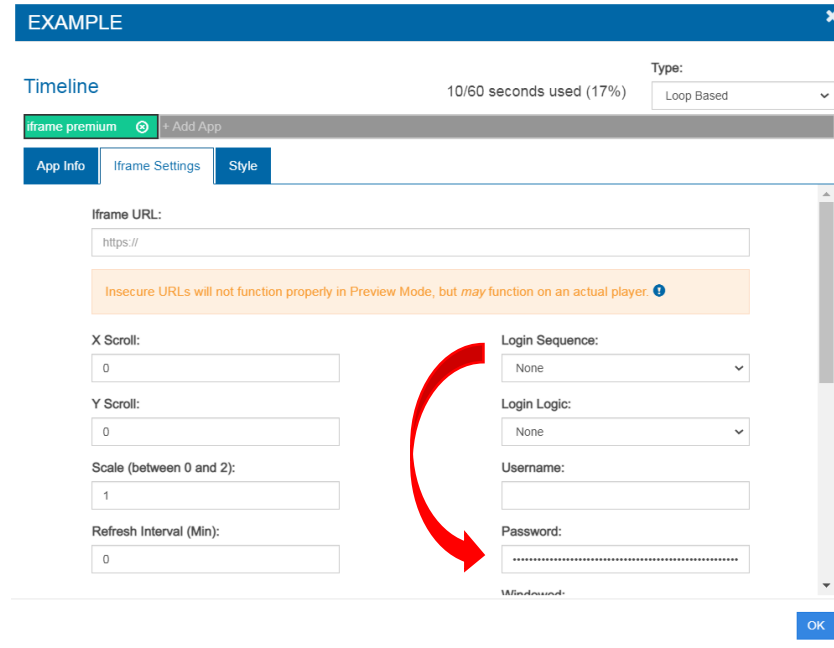 EXAMPLE
Timeline
10/60 seconds used (17%)
Type:
Loop Based
iframe premium
+ Add App
App Info
Iframe Settings
Style
Iframe URL:
https://
Insecure URLs will not function properly in Preview Mode, but may function on an actual player.
X Scroll:
0
Login Sequence:
None
Y Scroll:
0
Login Logic:
None
Scale (between 0 and 2):
1
Username:
Refresh Interval (Min):
0
Password:
Windowed:
OK